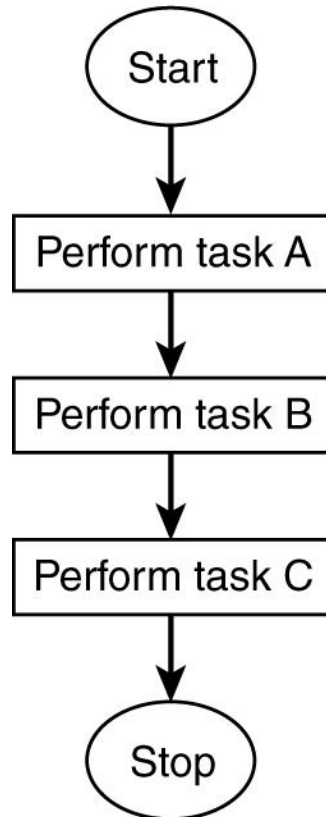 Start
Perform task A
Perform task B
Perform task C
Stop